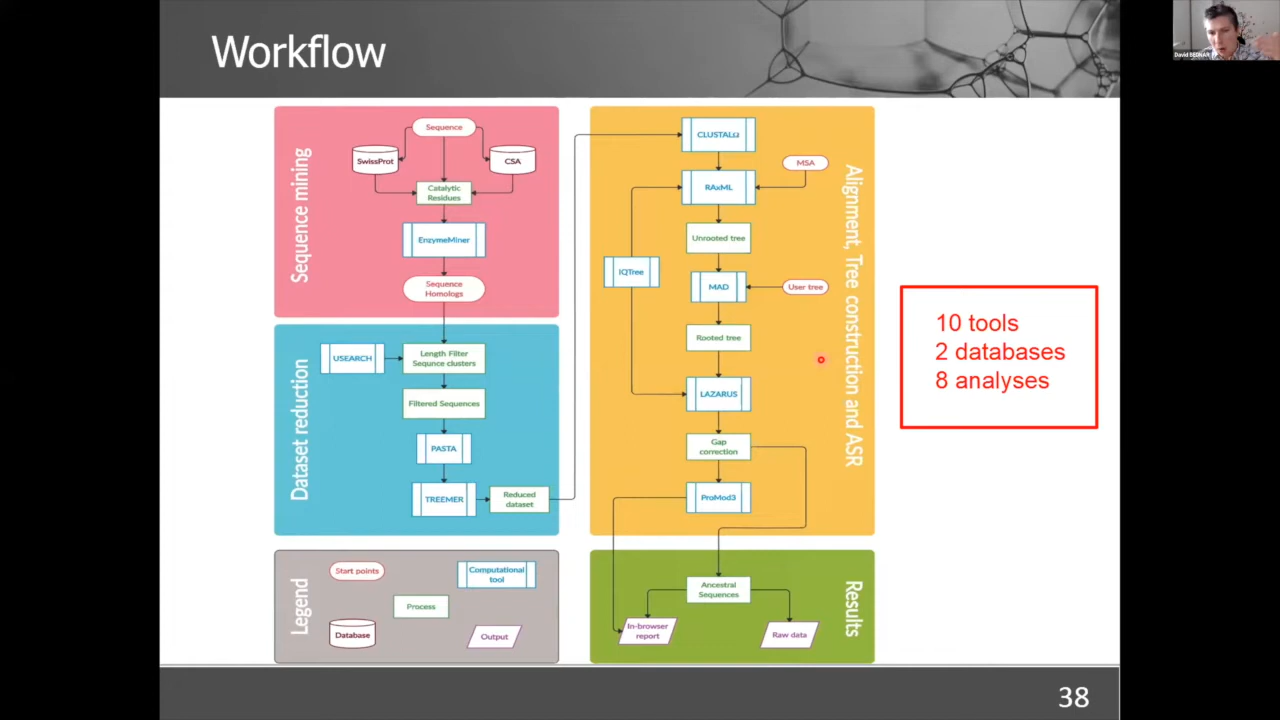 Workflow
David BEDNAR
Sequence mining
Sequence
SwissProt
CSA
Catalytic
Residues
EnzymeMiner
Sequence
Homologs
Dataset reduction
USEARCH
Length Filter
Sequnce clusters
Filtered Sequences
PASTA
TREEMER
Reduced
dataset
Alignment, Tree construction and ASR
CLUSTALΩ
MSA
RAxML
Unrooted tree
IQTree
MAD
User tree
Rooted tree
LAZARUS
Gap
correction
ProMod3
10 tools
2 databases
8 analyses
Legend
Start points
Computational
tool
Process
Database
Output
Results
Ancestral
Sequences
In-browser
report
Raw data
38